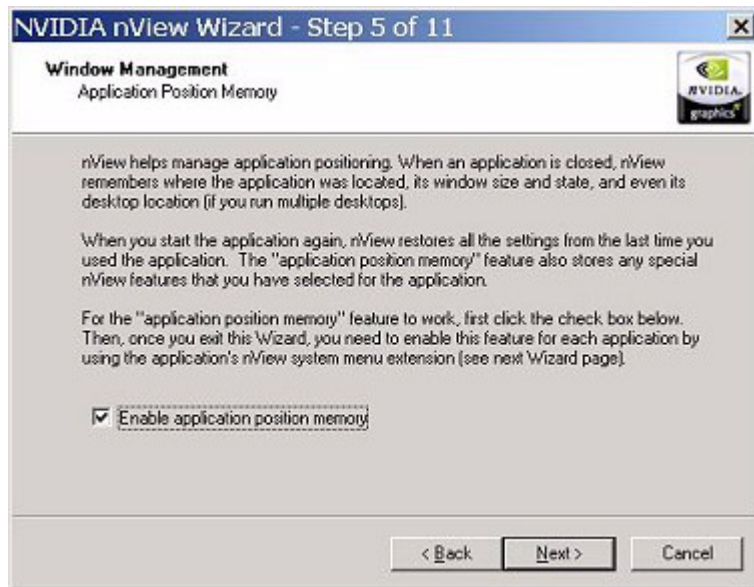 NVIDIA nView Wizard - Step 5 of 11
Window Management
Application Position Memory
NVIDIA.
graphics
nView helps manage application positioning. When an application is closed, nView
remembers where the application was located, its window size and state, and even its
desktop location (if you run multiple desktops).
When you start the application again, nView restores all the settings from the last time you
used the application. The "application position memory" feature also stores any special
nView features that you have selected for the application.
For the "application position memory" feature to work, first click the check box below.
Then, once you exit this Wizard, you need to enable this feature for each application by
using the application's nView system menu extension (see next Wizard page).
Enable application position memory
< Back
Next >
Cancel